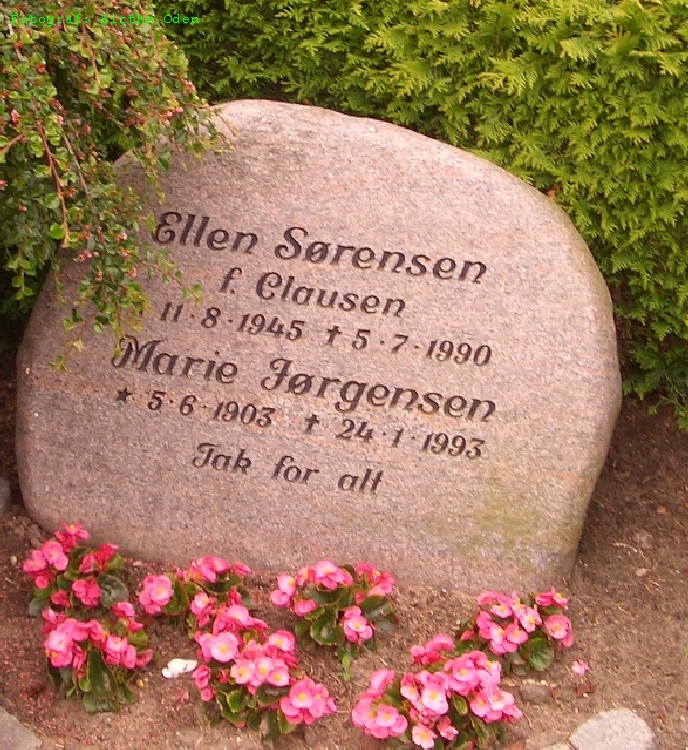 Fotograf: Birthe Oden
Ellen Sørensen
f. Clausen
11·8·1945 † 5·7·1990
Marie Jørgensen
★ 5·6·1903 † 24·1·1993
Tak for alt